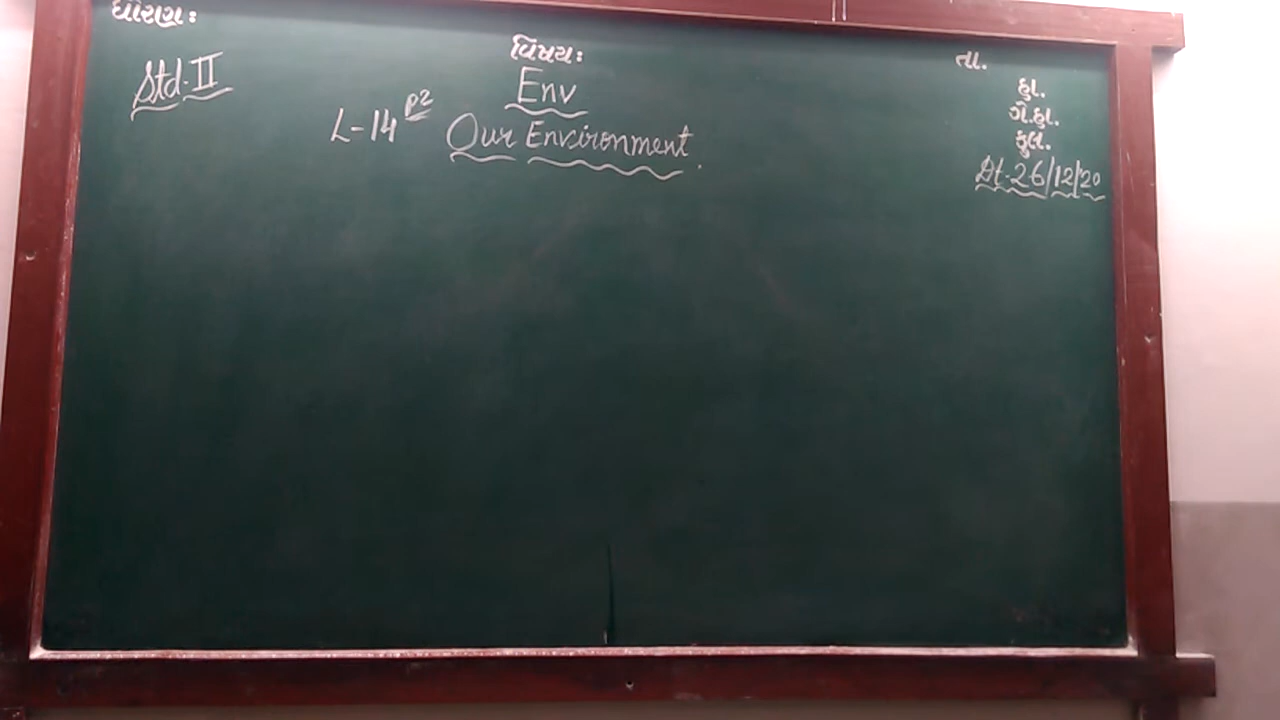 ધોરણ:
વિષય:
તા.
Std. II
Env
હા.
ગે.હા.
કુલ.
L-14 P2 Our Environment.
Dt. 26/12/20